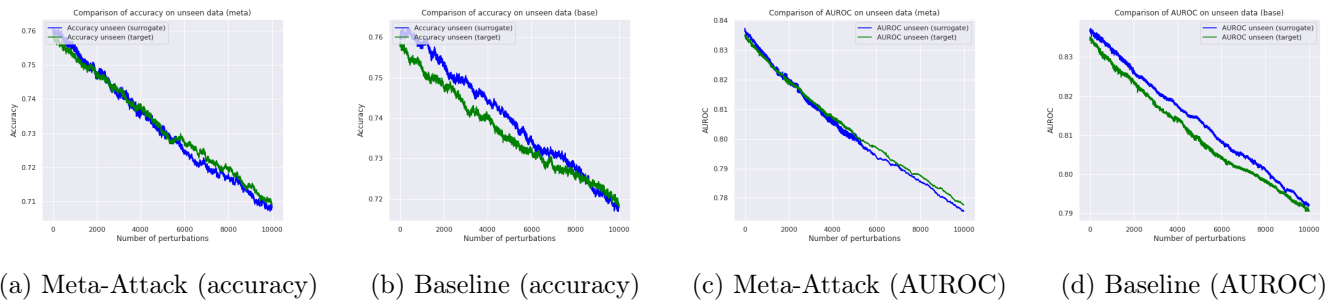 Comparison of accuracy on unseen data (meta)
Accuracy unseen (surrogate)
Accuracy unseen (target)
0.76
0.75
0.74
0.73
0.72
0.71
Accuracy
0 2000 4000 6000 8000 10000
Number of perturbations
(a) Meta-Attack (accuracy)
Comparison of accuracy on unseen data (base)
Accuracy unseen (surrogate)
Accuracy unseen (target)
0.76
0.75
0.74
0.73
0.72
Accuracy
0 2000 4000 6000 8000 10000
Number of perturbations
(b) Baseline (accuracy)
Comparison of AUROC on unseen data (meta)
AUROC unseen (surrogate)
AUROC unseen (target)
0.84
0.83
0.82
0.81
0.80
0.79
0.78
AUROC
0 2000 4000 6000 8000 10000
Number of perturbations
(c) Meta-Attack (AUROC)
Comparison of AUROC on unseen data (base)
AUROC unseen (surrogate)
AUROC unseen (target)
0.83
0.82
0.81
0.80
0.79
AUROC
0 2000 4000 6000 8000 10000
Number of perturbations
(d) Baseline (AUROC)